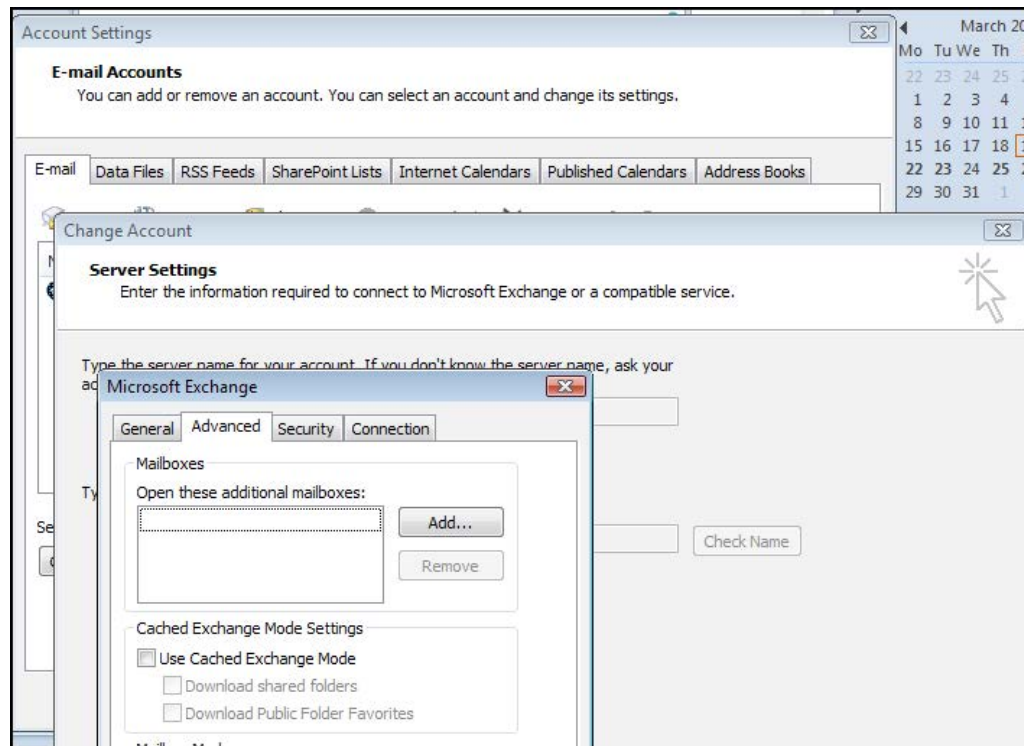 Account Settings
March 20
Mo Tu We Th
E-mail Accounts
You can add or remove an account. You can select an account and change its settings.
22 23 24 25
1 2 3 4
8 9 10 11
15 16 17 18
22 23 24 25
29 30 31 1
E-mail Data Files RSS Feeds SharePoint Lists Internet Calendars Published Calendars Address Books
Change Account
Server Settings
Enter the information required to connect to Microsoft Exchange or a compatible service.
Type the server name for your account. If you don't know the server name, ask your
Microsoft Exchange
General Advanced Security Connection
Mailboxes
Open these additional mailboxes:
Add...
Remove
Check Name
Cached Exchange Mode Settings
Use Cached Exchange Mode
Download shared folders
Download Public Folder Favorites